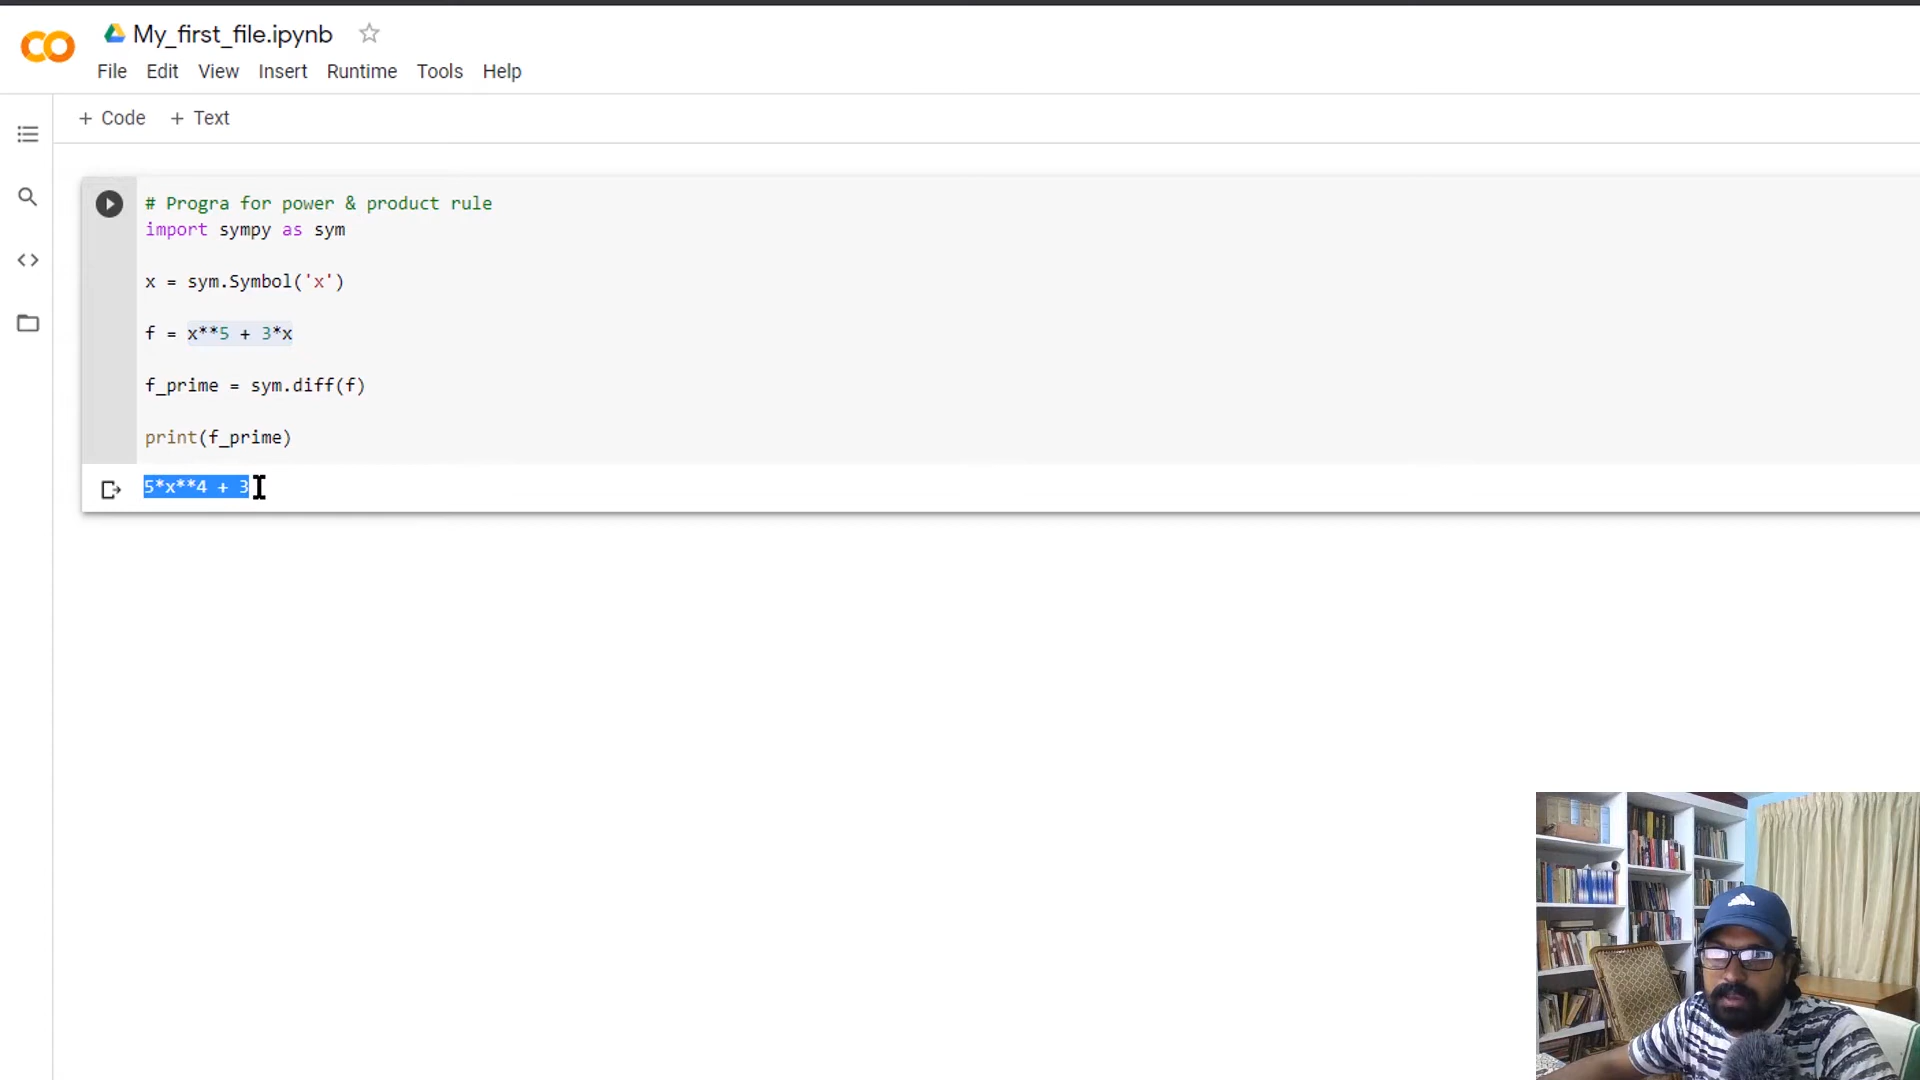 My_first_file.ipynb
File Edit View Insert Runtime Tools Help
+ Code + Text
# Progra for power & product rule
import sympy as sym
x = sym.Symbol('x')
f = x**5 + 3*x
f_prime = sym.diff(f)
print(f_prime)
5*x**4 + 3